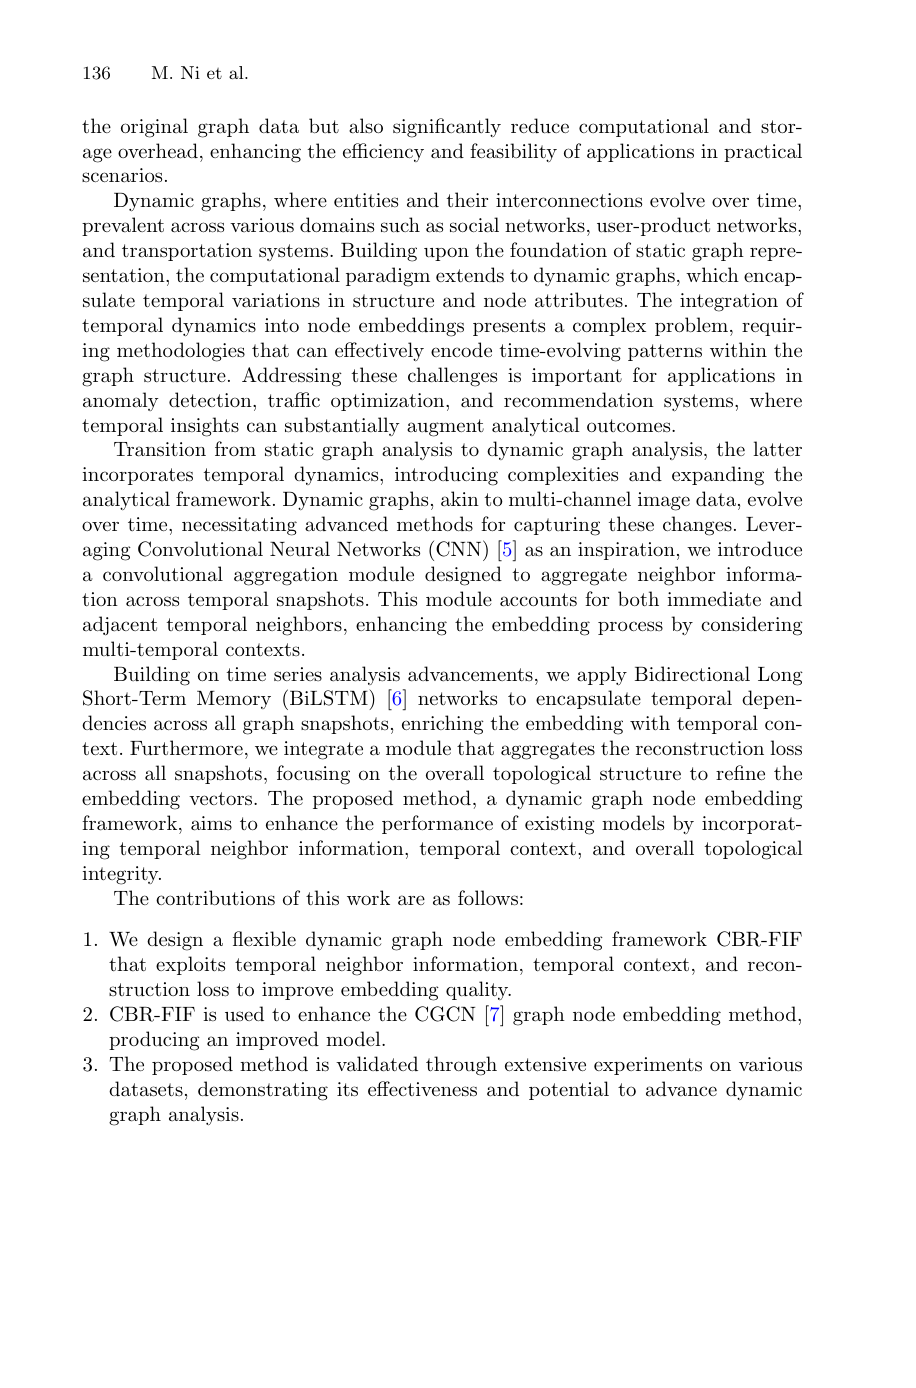 136 M. Ni et al.
the original graph data but also significantly reduce computational and stor-
age overhead, enhancing the efficiency and feasibility of applications in practical
scenarios.
Dynamic graphs, where entities and their interconnections evolve over time,
prevalent across various domains such as social networks, user-product networks,
and transportation systems. Building upon the foundation of static graph repre-
sentation, the computational paradigm extends to dynamic graphs, which encap-
sulate temporal variations in structure and node attributes. The integration of
temporal dynamics into node embeddings presents a complex problem, requir-
ing methodologies that can effectively encode time-evolving patterns within the
graph structure. Addressing these challenges is important for applications in
anomaly detection, traffic optimization, and recommendation systems, where
temporal insights can substantially augment analytical outcomes.
Transition from static graph analysis to dynamic graph analysis, the latter
incorporates temporal dynamics, introducing complexities and expanding the
analytical framework. Dynamic graphs, akin to multi-channel image data, evolve
over time, necessitating advanced methods for capturing these changes. Lever-
aging Convolutional Neural Networks (CNN) [5] as an inspiration, we introduce
a convolutional aggregation module designed to aggregate neighbor informa-
tion across temporal snapshots. This module accounts for both immediate and
adjacent temporal neighbors, enhancing the embedding process by considering
multi-temporal contexts.
Building on time series analysis advancements, we apply Bidirectional Long
Short-Term Memory (BiLSTM) [6] networks to encapsulate temporal depen-
dencies across all graph snapshots, enriching the embedding with temporal con-
text. Furthermore, we integrate a module that aggregates the reconstruction loss
across all snapshots, focusing on the overall topological structure to refine the
embedding vectors. The proposed method, a dynamic graph node embedding
framework, aims to enhance the performance of existing models by incorporat-
ing temporal neighbor information, temporal context, and overall topological
integrity.
The contributions of this work are as follows:
1. We design a flexible dynamic graph node embedding framework CBR-FIF
that exploits temporal neighbor information, temporal context, and recon-
struction loss to improve embedding quality.
2. CBR-FIF is used to enhance the CGCN [7] graph node embedding method,
producing an improved model.
3. The proposed method is validated through extensive experiments on various
datasets, demonstrating its effectiveness and potential to advance dynamic
graph analysis.